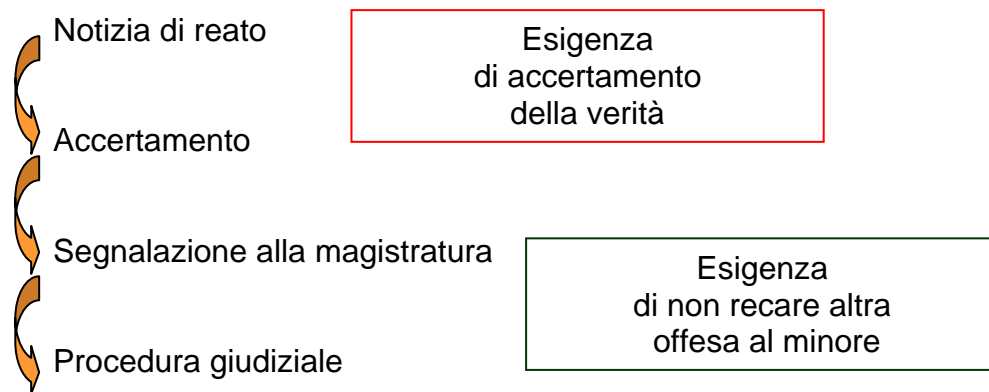 Notizia di reato
Esigenza
di accertamento
della verità
Accertamento
Segnalazione alla magistratura
Esigenza
di non recare altra
offesa al minore
Procedura giudiziale